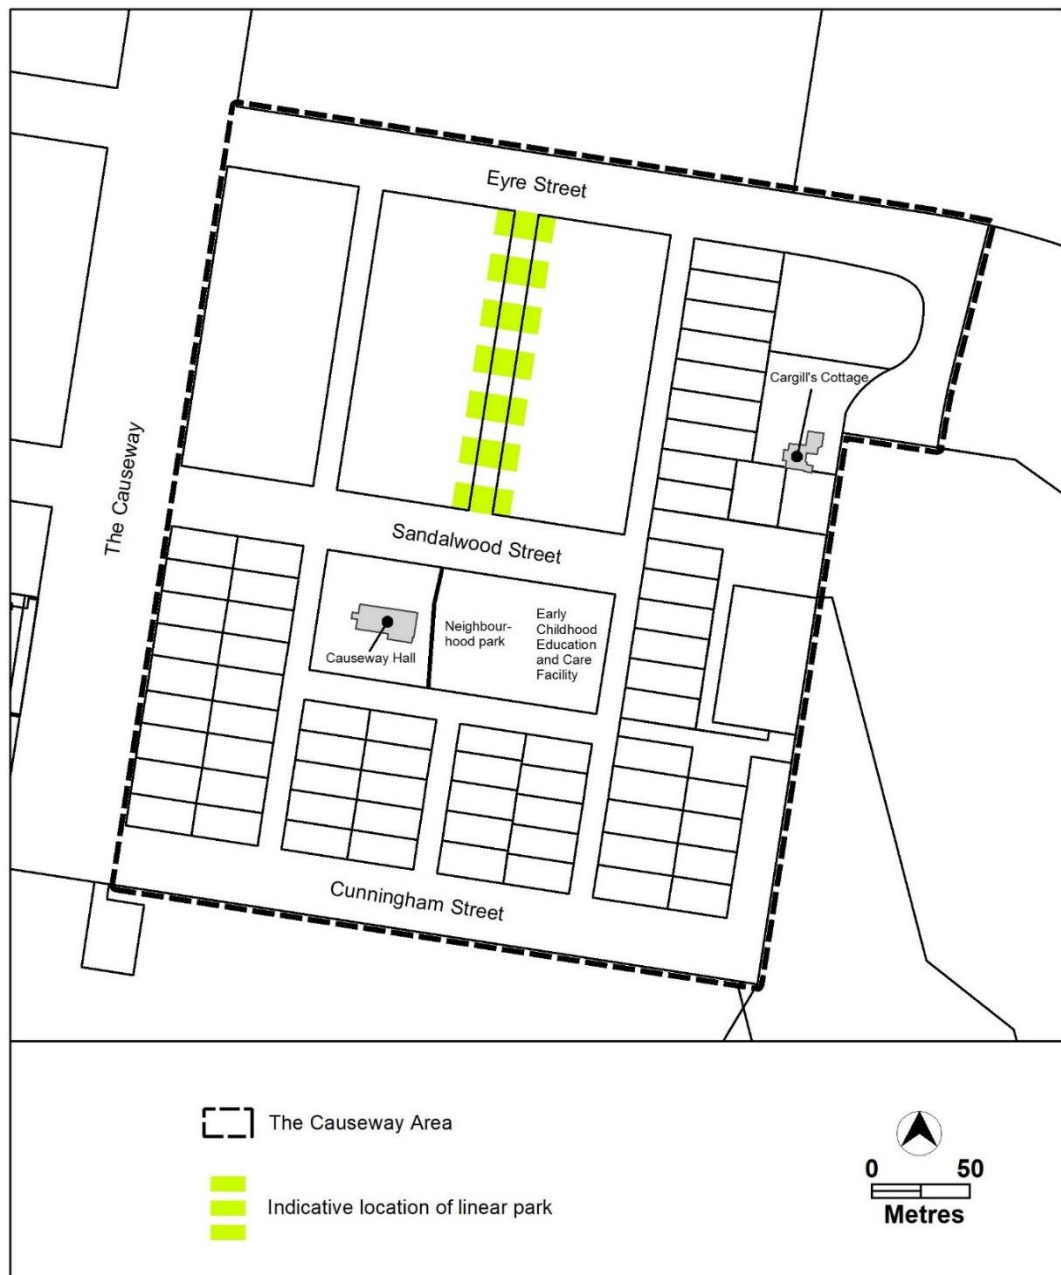 Eyre Street
Cargill's Cottage
The Causeway
Sandalwood Street
Neighbour-
hood park
Early
Childhood
Education
and Care
Facility
Causeway Hall
Cunningham Street
The Causeway Area
Indicative location of linear park
0 50
Metres